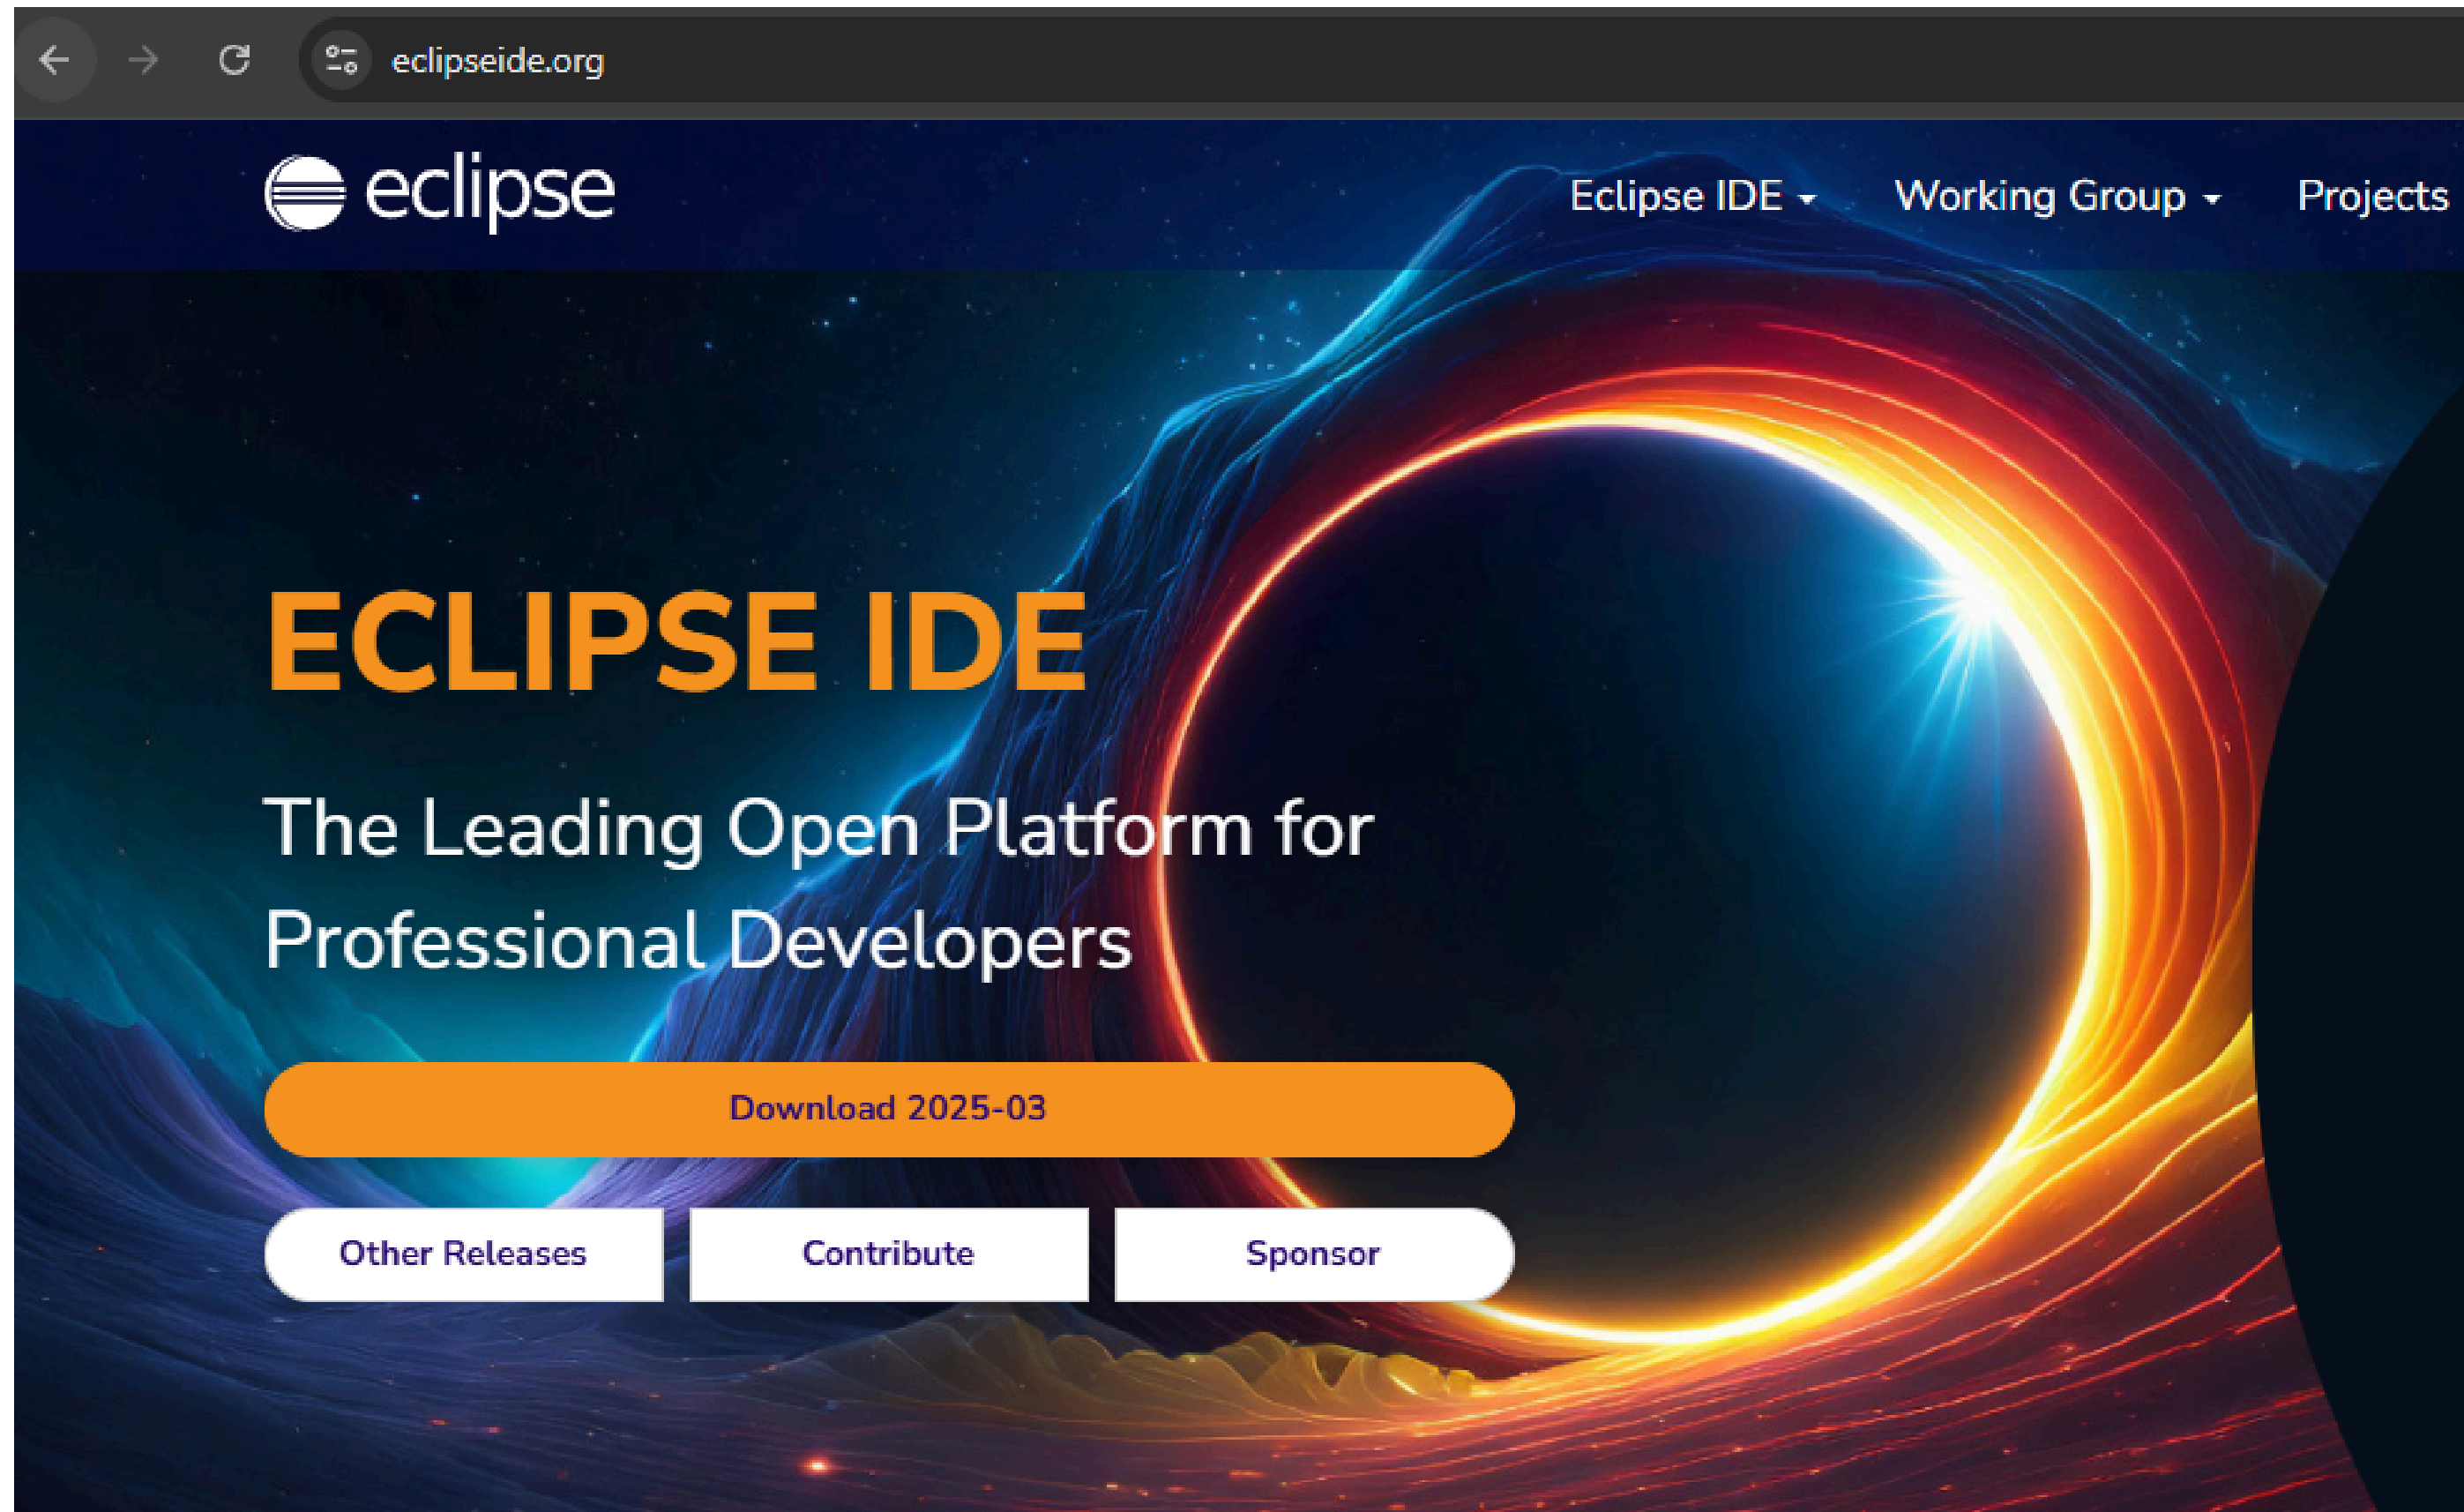 eclipseide.org
eclipse
Eclipse IDE Working Group Projects
ECLIPSE IDE
The Leading Open Platform for
Professional Developers
Download 2025-03
Other Releases Contribute Sponsor